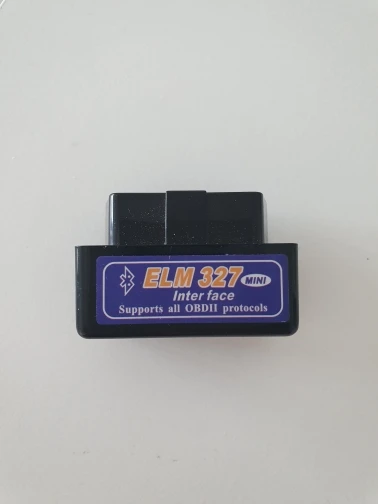 ELM 327 MINI
Inter face
Supports all OBDII protocols